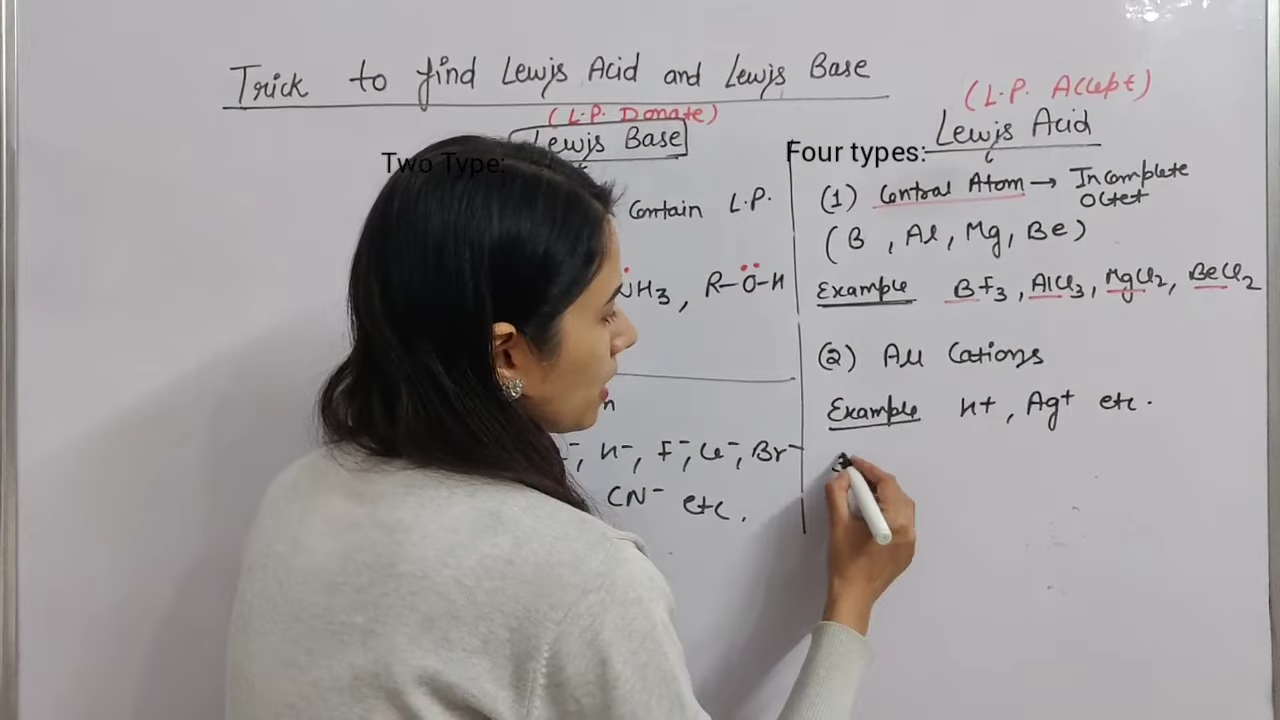 Trick to find Lewis Acid and Lewis Base
(L.P. Donate)
Lewis Base
Two Type:
Contain L.P.
NH3, R-O-H
n
H-, F-, Cl-, Br-
CN- etc.
(L.P. Accept)
Lewis Acid
Four types:
(1) Central Atom → Incomplete
Octet
(B, Al, Mg, Be)
Example BF3, AlCl3, MgCl2, BeCl2
(2) All Cations
Example H+, Ag+ etc.